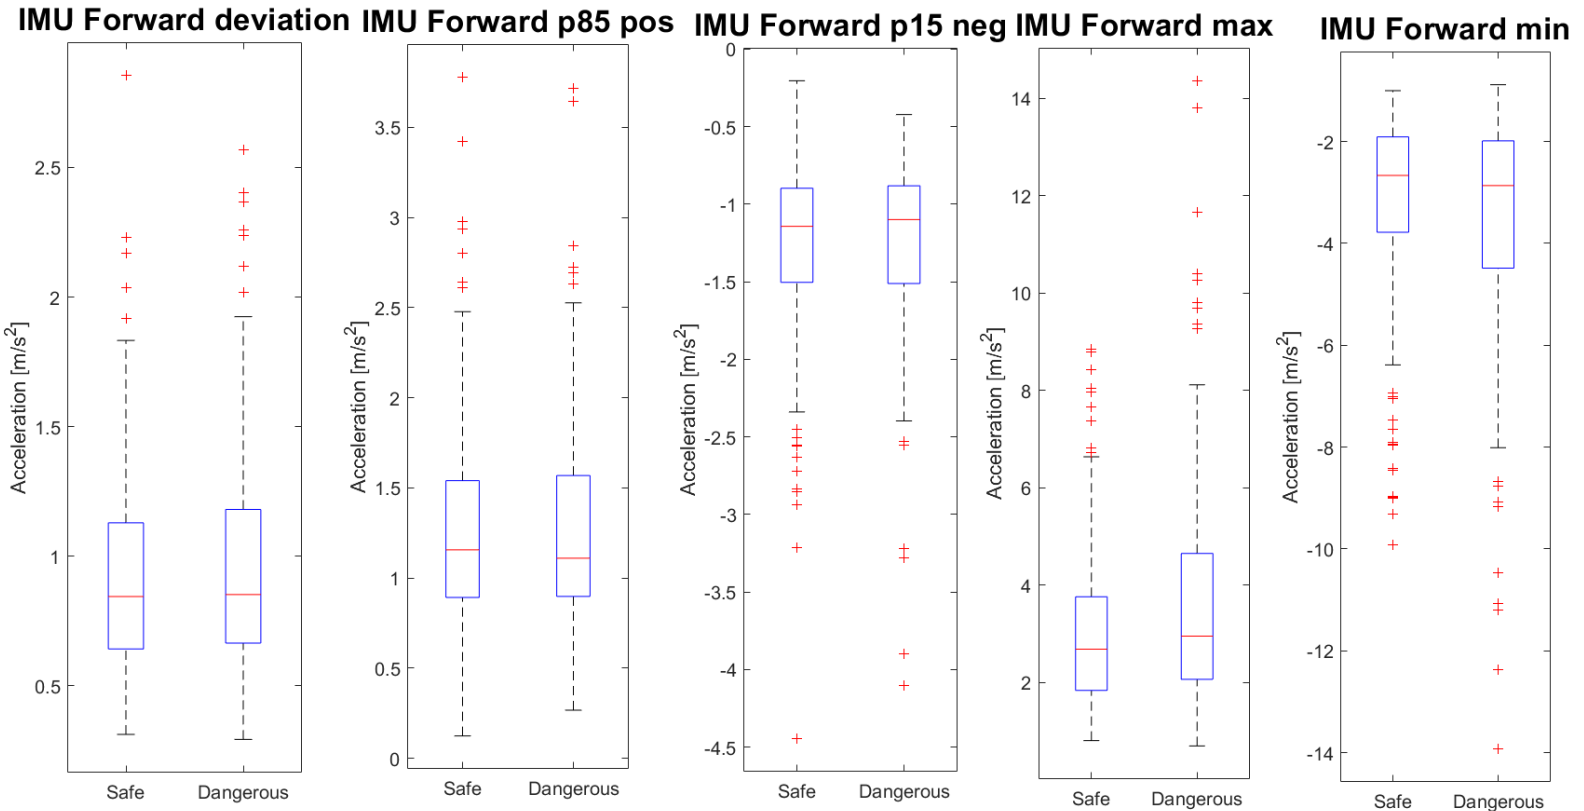 IMU Forward deviation
Acceleration [m/s²]
2.5
2
1.5
1
0.5
Safe Dangerous
IMU Forward p85 pos
Acceleration [m/s²]
3.5
3
2.5
2
1.5
1
0.5
0
Safe Dangerous
IMU Forward p15 neg
Acceleration [m/s²]
-0
-0.5
-1
-1.5
-2
-2.5
-3
-3.5
-4
-4.5
Safe Dangerous
IMU Forward max
Acceleration [m/s²]
14
12
10
8
6
4
2
Safe Dangerous
IMU Forward min
Acceleration [m/s²]
-2
-4
-6
-8
-10
-12
-14
Safe Dangerous